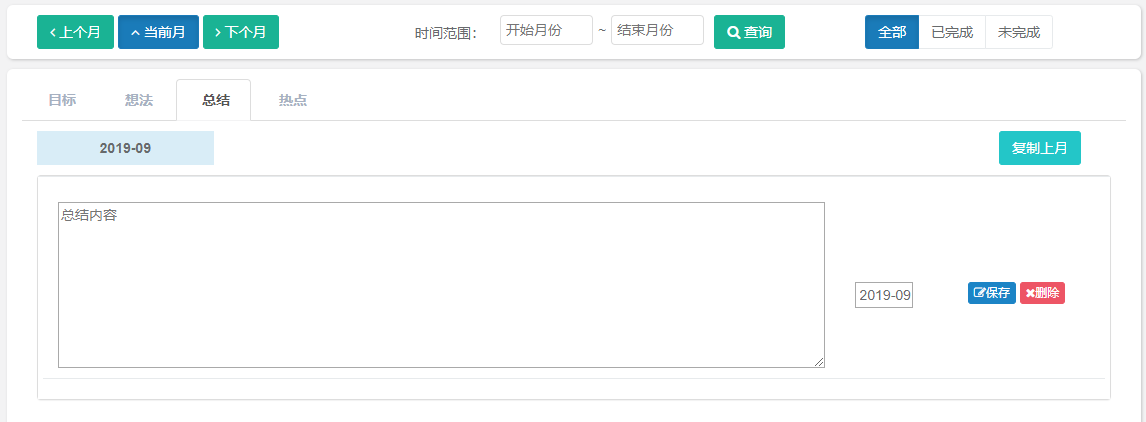 上个月 当前月 下个月 时间范围： 开始月份 ~ 结束月份 查询 全部 已完成 未完成
目标 想法 总结 热点
2019-09 复制上月
总结内容
2019-09 保存 删除